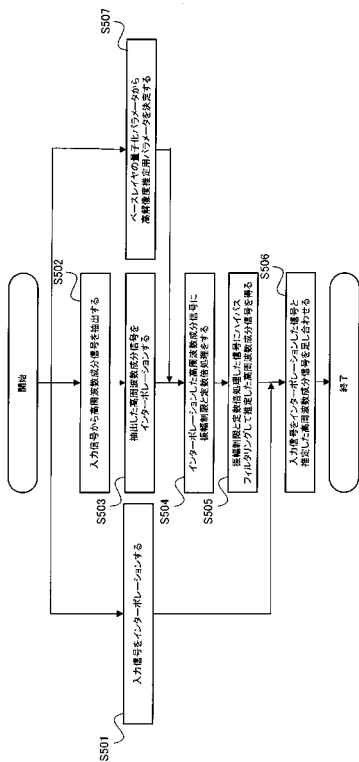 開始
S501
入力信号をインターポーレーションする
S502
入力信号から高周波数成分信号を抽出する
S503
抽出した高周波数成分信号を
インターポーレーションする
S507
ベースレイヤの量子化パラメータから
高解像度推定用パラメータを決定する
S504
インターポーレーションした高周波数成分信号に
振幅制限と定数倍処理をする
S505
振幅制限と定数倍処理した信号にハイパス
フィルタリングして推定した高周波数成分信号を得る
S506
入力信号をインターポーレーションした信号と
推定した高周波数成分信号を足し合わせる
終了